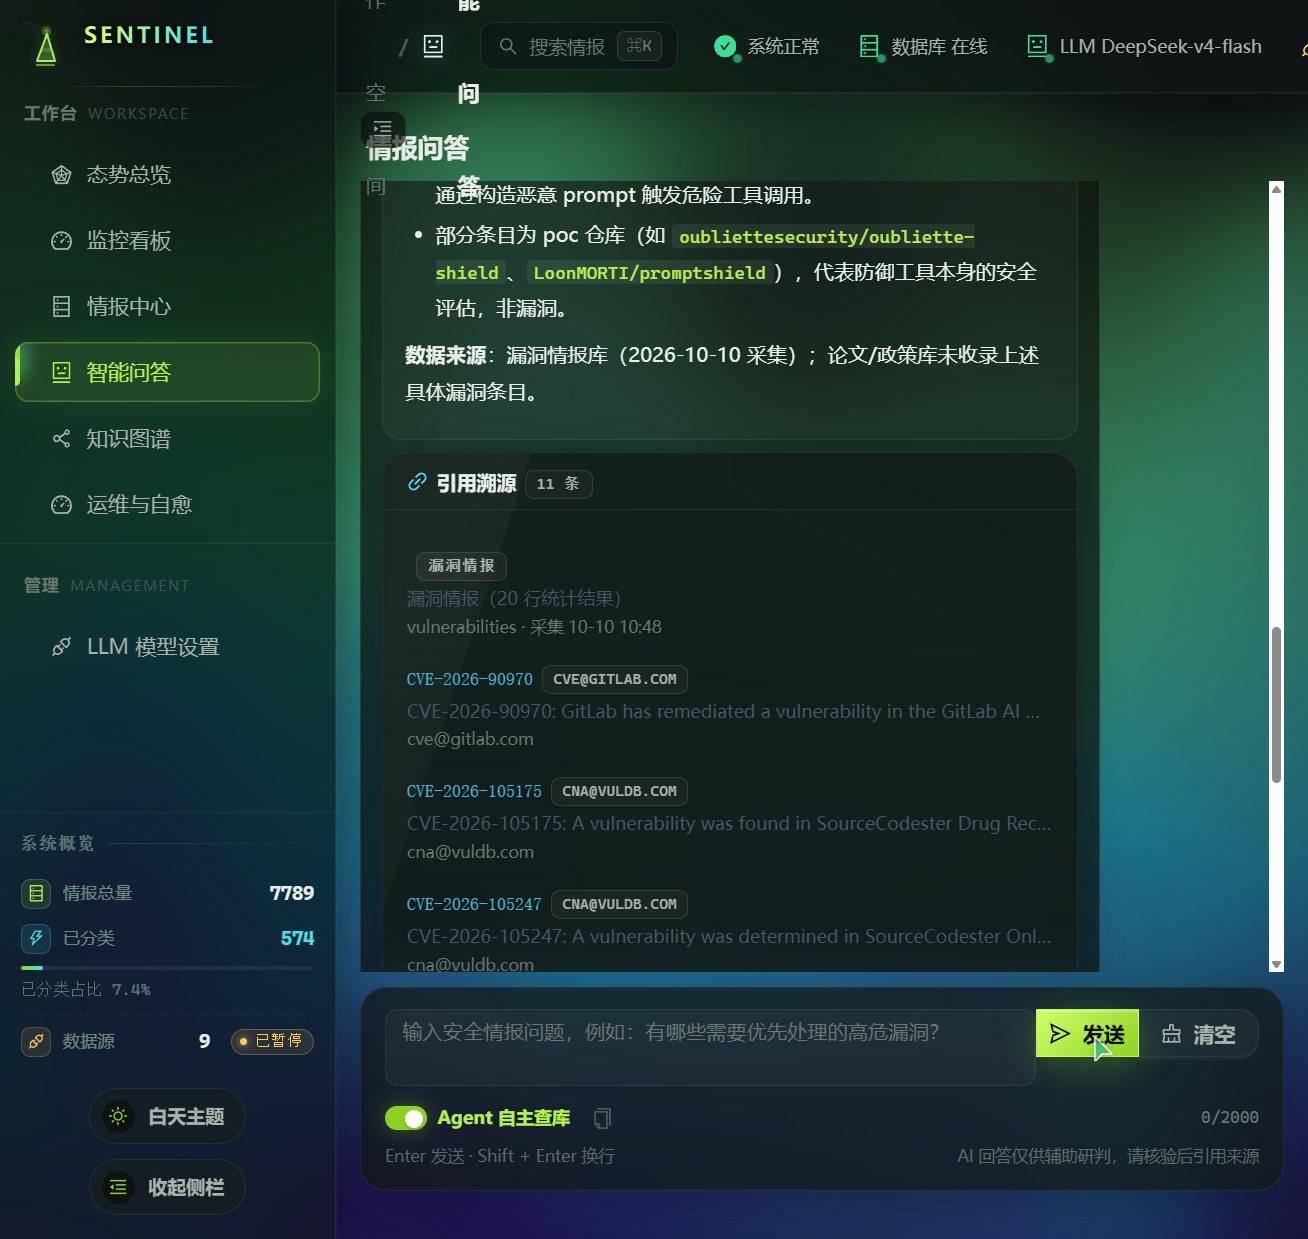 SENTINEL
作
能
/
搜索情报 ⌘K
系统正常
数据库 在线
LLM DeepSeek-v4-flash
工作台 WORKSPACE
空
问
情报问答
间
答
态势总览
监控看板
情报中心
智能问答
知识图谱
运维与自愈
管理 MANAGEMENT
LLM 模型设置
系统概览
情报总量 7789
已分类 574
已分类占比 7.4%
数据源 9 已暂停
白天主题
收起侧栏
通过构造恶意 prompt 触发危险工具调用。
• 部分条目为 poc 仓库（如 oubliettesecurity/oubliette-
shield、LoonMORTI/promptshield），代表防御工具本身的安全
评估，非漏洞。
数据来源：漏洞情报库（2026-10-10 采集）；论文/政策库未收录上述
具体漏洞条目。
引用溯源 11 条
漏洞情报
漏洞情报（20 行统计结果）
vulnerabilities · 采集 10-10 10:48
CVE-2026-90970 CVE@GITLAB.COM
CVE-2026-90970: GitLab has remediated a vulnerability in the GitLab AI ...
cve@gitlab.com
CVE-2026-105175 CNA@VULDB.COM
CVE-2026-105175: A vulnerability was found in SourceCodester Drug Rec...
cna@vuldb.com
CVE-2026-105247 CNA@VULDB.COM
CVE-2026-105247: A vulnerability was determined in SourceCodester Onl...
cna@vuldb.com
输入安全情报问题，例如：有哪些需要优先处理的高危漏洞？
发送
清空
Agent 自主查库
0/2000
Enter 发送 · Shift + Enter 换行
AI 回答仅供辅助研判，请核验后引用来源